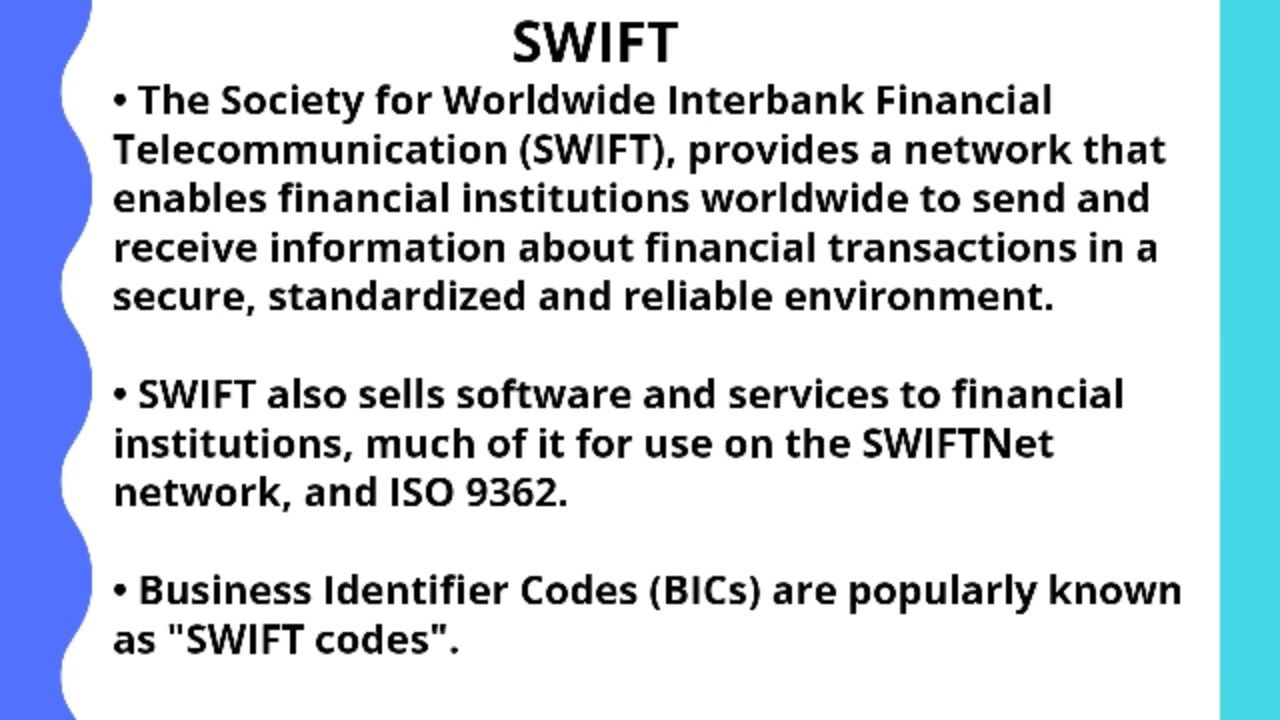 SWIFT
• The Society for Worldwide Interbank Financial
Telecommunication (SWIFT), provides a network that
enables financial institutions worldwide to send and
receive information about financial transactions in a
secure, standardized and reliable environment.
• SWIFT also sells software and services to financial
institutions, much of it for use on the SWIFTNet
network, and ISO 9362.
• Business Identifier Codes (BICs) are popularly known
as "SWIFT codes".